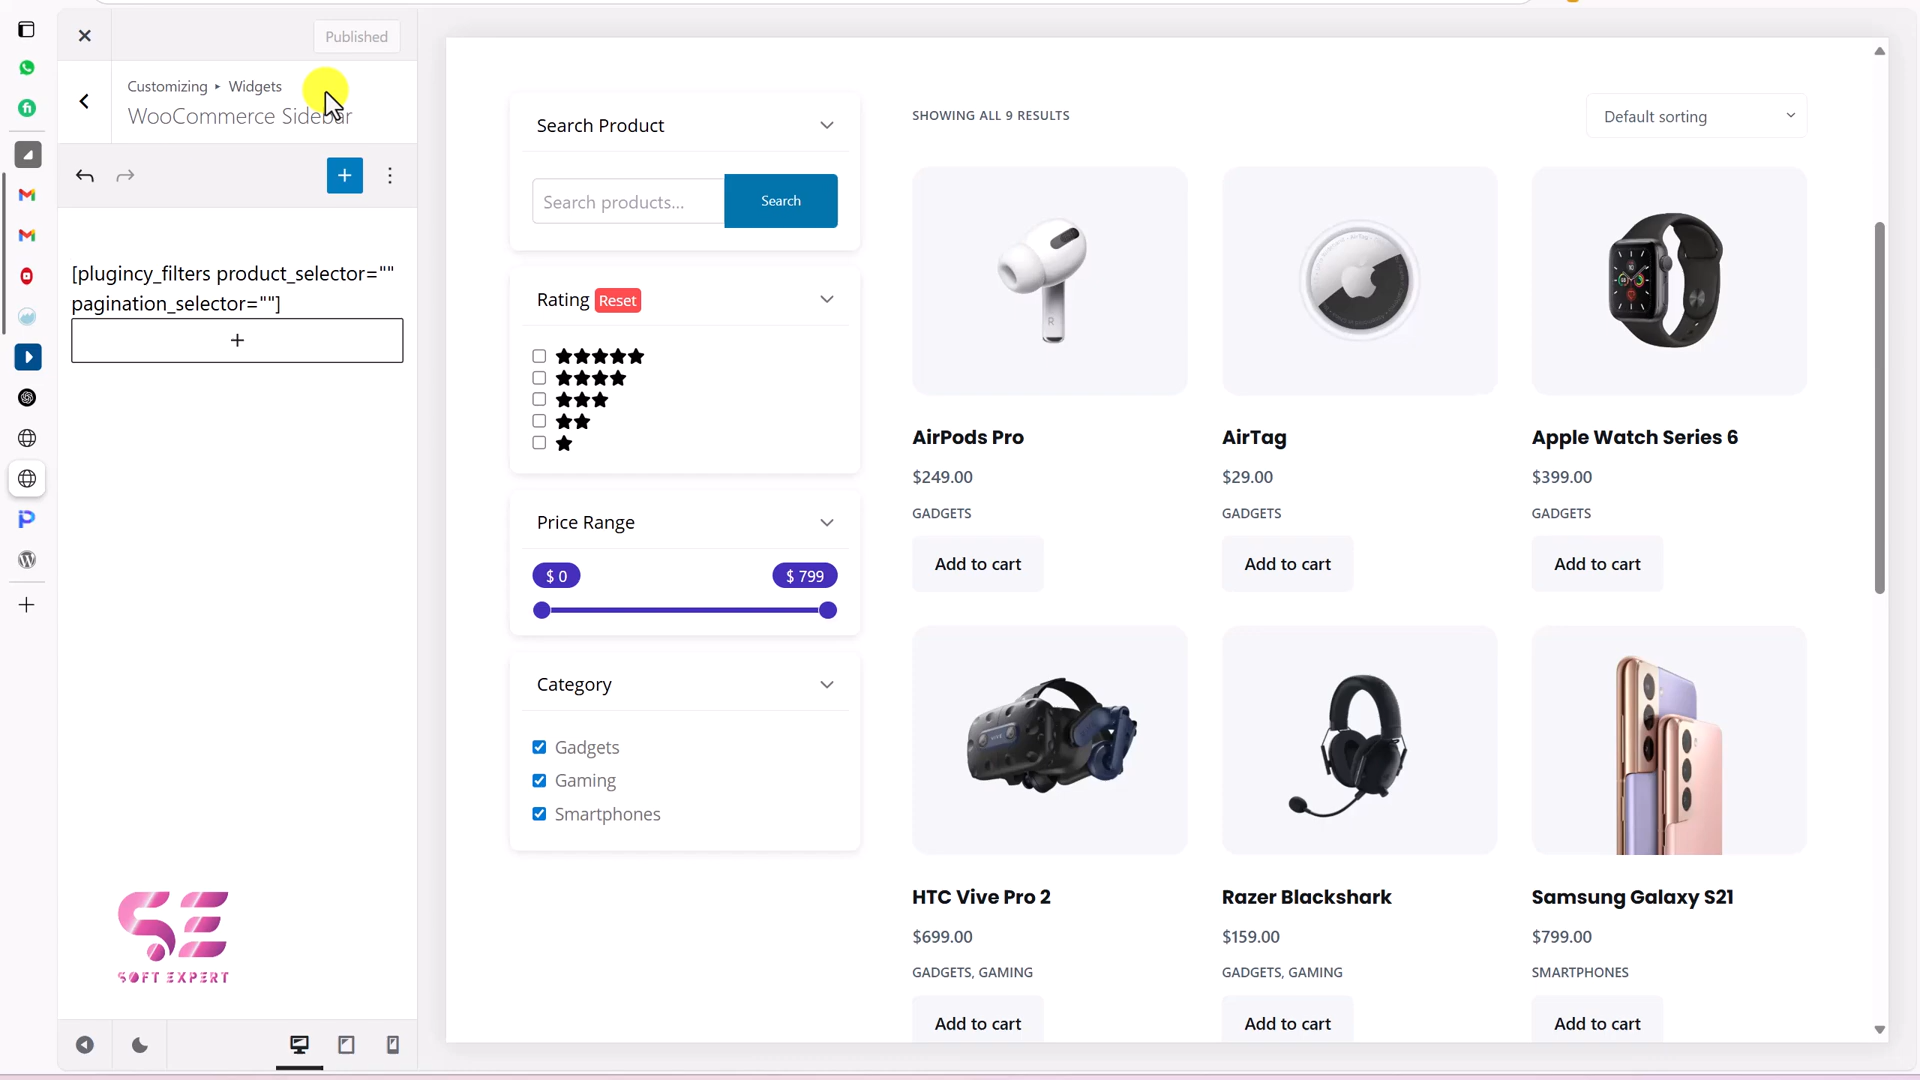 Published
Customizing ▸ Widgets
WooCommerce Sidebar
[plugincy_filters product_selector=""
pagination_selector=""]
SOFT EXPERT
Search Product
Search products...
Search
Rating Reset
Price Range
$ 0
$ 799
Category
Gadgets
Gaming
Smartphones
SHOWING ALL 9 RESULTS
Default sorting
AirPods Pro
$249.00
GADGETS
Add to cart
AirTag
$29.00
GADGETS
Add to cart
Apple Watch Series 6
$399.00
GADGETS
Add to cart
HTC Vive Pro 2
$699.00
GADGETS, GAMING
Add to cart
Razer Blackshark
$159.00
GADGETS, GAMING
Add to cart
Samsung Galaxy S21
$799.00
SMARTPHONES
Add to cart